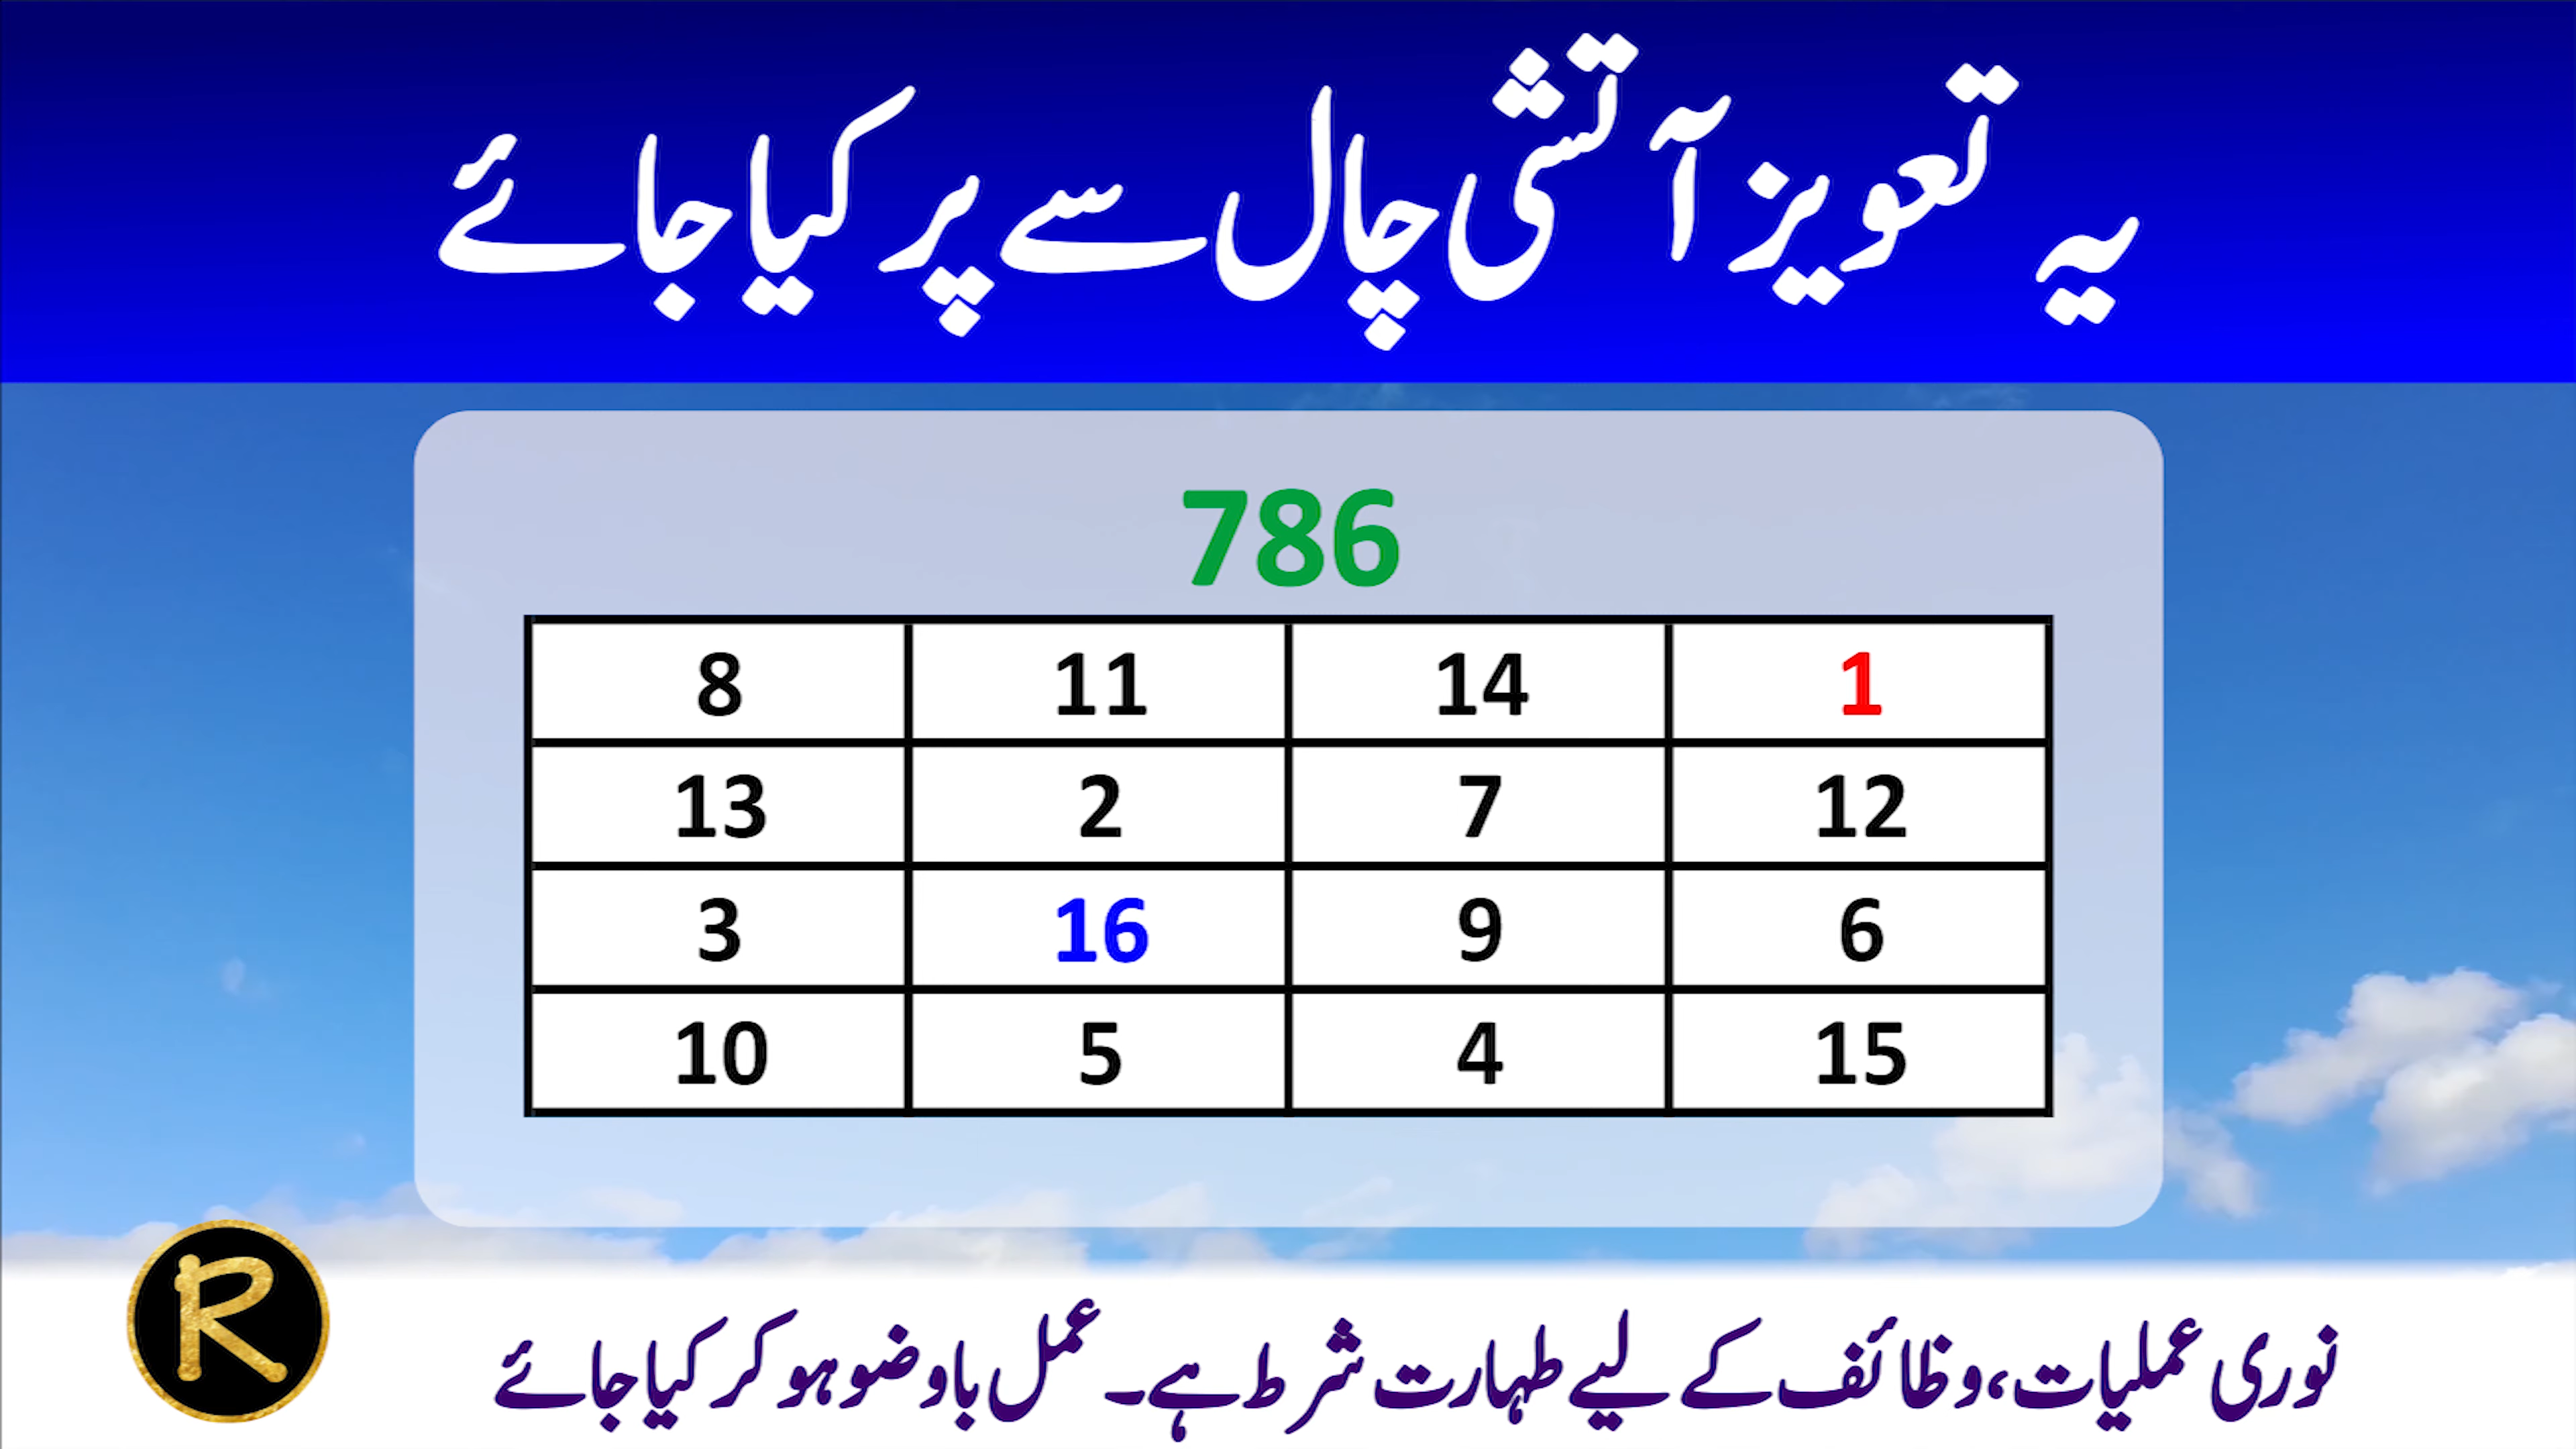 یہ تعویز آتشی چال سے پر کیا جائے
786
8 11 14 1
13 2 7 12
3 16 9 6
10 5 4 15
R
نوری عملیات، وظائف کے لیے طہارت شرط ہے۔ عمل باوضو ہو کر کیا جائے